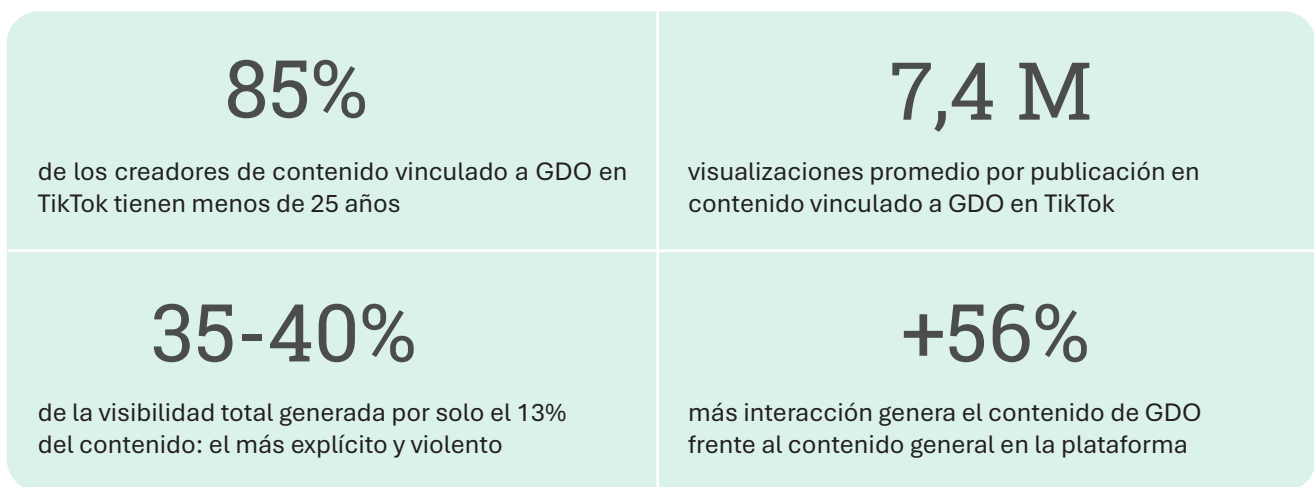 85%
de los creadores de contenido vinculado a GDO en
TikTok tienen menos de 25 años
7,4 M
visualizaciones promedio por publicación en
contenido vinculado a GDO en TikTok
35-40%
de la visibilidad total generada por solo el 13%
del contenido: el más explícito y violento
+56%
más interacción genera el contenido de GDO
frente al contenido general en la plataforma